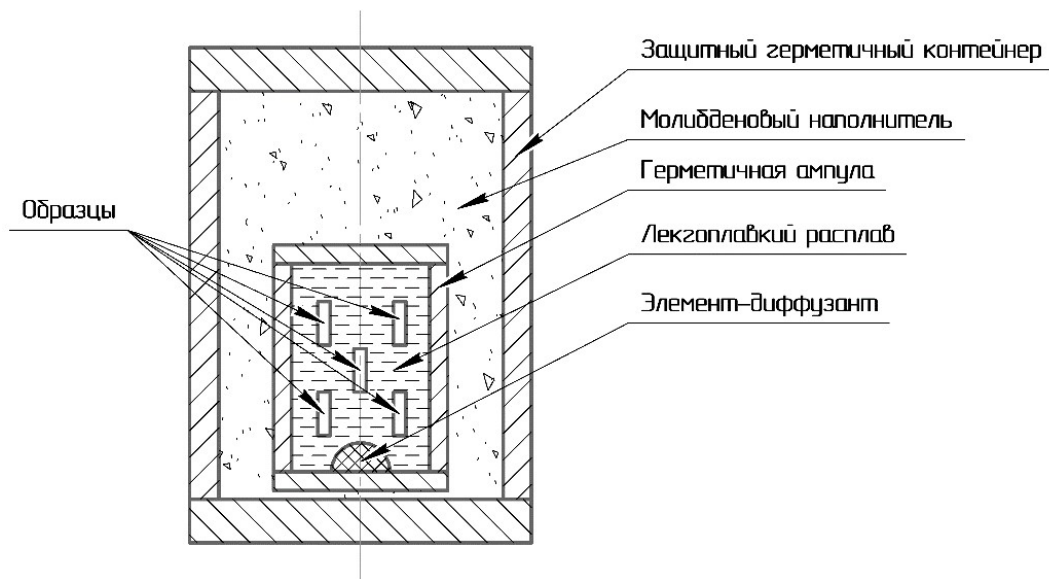 Защитный герметичный контейнер
Молибденовый наполнитель
Герметичная ампула
Образцы
Лекгоплавкий расплав
Элемент-диффузант